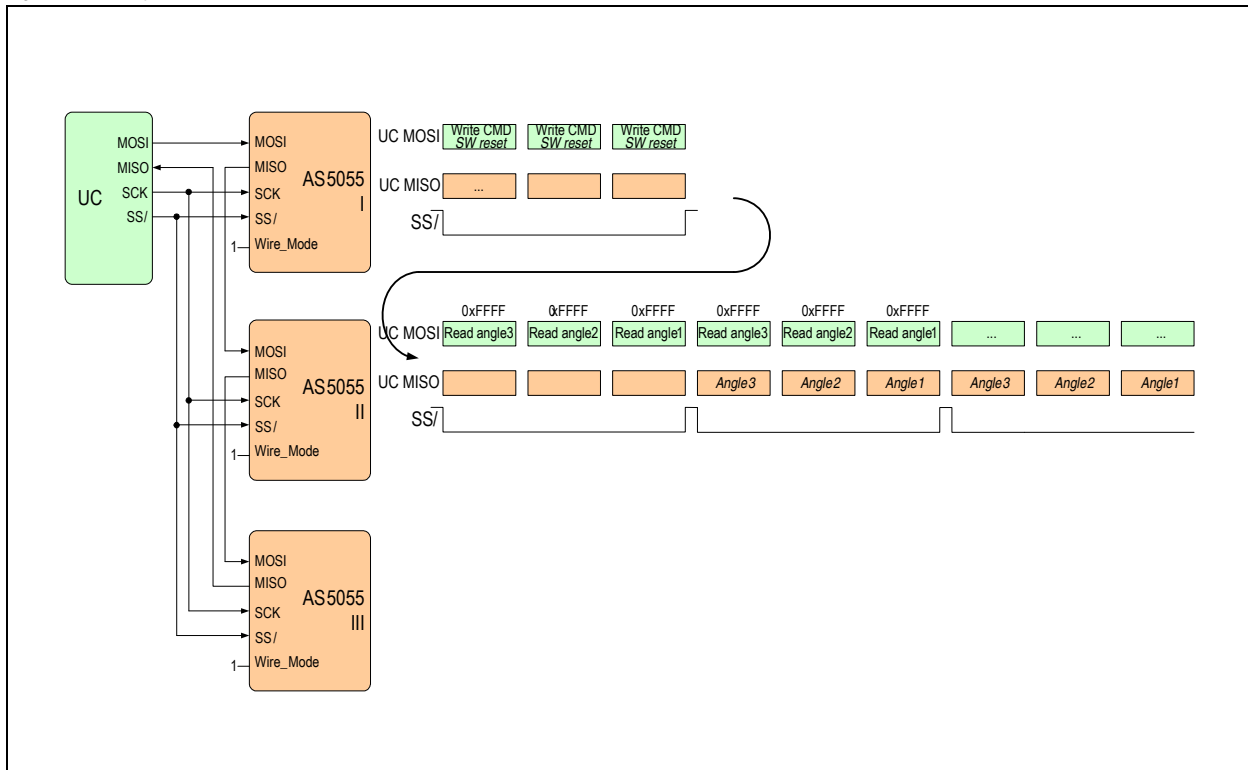 MOSI
MISO
UC
SCK
SS/
MOSI
MISO
SCK
SS/
1
Wire_Mode
AS5055
I
UC MOSI
Write CMD
SW reset
Write CMD
SW reset
Write CMD
SW reset
UC MISO
...
SS/
MOSI
MISO
SCK
SS/
1
Wire_Mode
AS5055
II
0xFFFF 0xFFFF 0xFFFF 0xFFFF 0xFFFF 0xFFFF
UC MOSI Read angle3 Read angle2 Read angle1 Read angle3 Read angle2 Read angle1 ... ... ...
UC MISO Angle3 Angle2 Angle1 Angle3 Angle2 Angle1
SS/
MOSI
MISO
SCK
SS/
1
Wire_Mode
AS5055
III